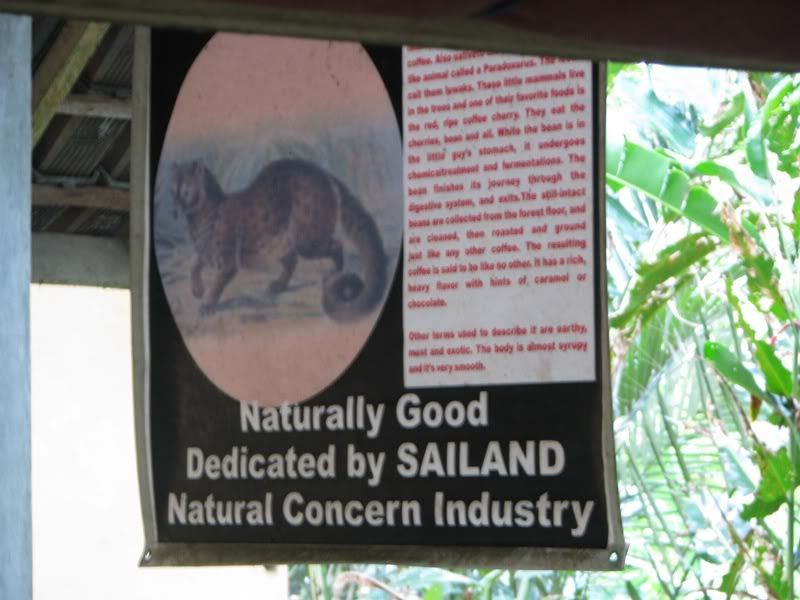 coffee. Also
like animal called a Paradoxurus. The
call them luwaks. These little mammals live
in the trees and one of their favorite foods is
the red, ripe coffee cherry. They eat the
cherries, bean and all. While the bean is in
the little guy's stomach, it undergoes
chemicaltreatment and fermentations. The
bean finishes its journey through the
digestive system, and exits.The still-intact
beans are collected from the forest floor, and
are cleaned, then roasted and ground
just like any other coffee. The resulting
coffee is said to be like no other. It has a rich,
heavy flavor with hints of caramel or
chocolate.
Other terms used to describe it are earthy,
must and exotic. The body is almost syrupy
and it's very smooth.
Naturally Good
Dedicated by SAILAND
Natural Concern Industry